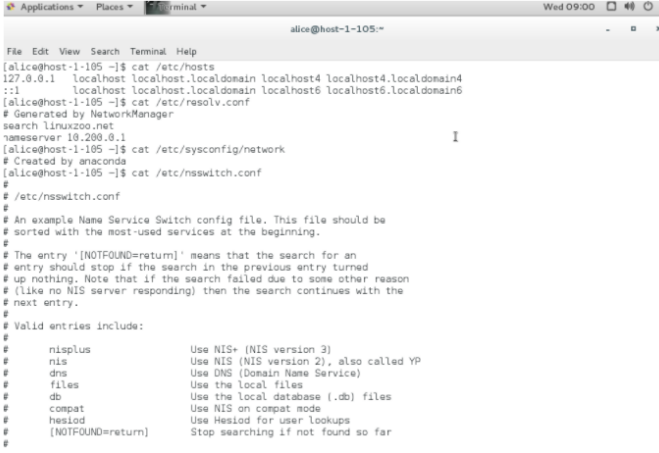 Applications Places Terminal Wed 09:00
alice@host-1-105:~
File Edit View Search Terminal Help
[alice@host-1-105 ~]$ cat /etc/hosts
127.0.0.1   localhost localhost.localdomain localhost4 localhost4.localdomain4
::1         localhost localhost.localdomain localhost6 localhost6.localdomain6
[alice@host-1-105 ~]$ cat /etc/resolv.conf
# Generated by NetworkManager
search linuxzoo.net
nameserver 10.200.0.1
[alice@host-1-105 ~]$ cat /etc/sysconfig/network
# Created by anaconda
[alice@host-1-105 ~]$ cat /etc/nsswitch.conf
#
# /etc/nsswitch.conf
#
# An example Name Service Switch config file. This file should be
# sorted with the most-used services at the beginning.
#
# The entry '[NOTFOUND=return]' means that the search for an
# entry should stop if the search in the previous entry turned
# up nothing. Note that if the search failed due to some other reason
# (like no NIS server responding) then the search continues with the
# next entry.
#
# Valid entries include:
#
#       nisplus                 Use NIS+ (NIS version 3)
#       nis                     Use NIS (NIS version 2), also called YP
#       dns                     Use DNS (Domain Name Service)
#       files                   Use the local files
#       db                      Use the local database (.db) files
#       compat                  Use NIS on compat mode
#       hesiod                  Use Hesiod for user lookups
#       [NOTFOUND=return]       Stop searching if not found so far
#